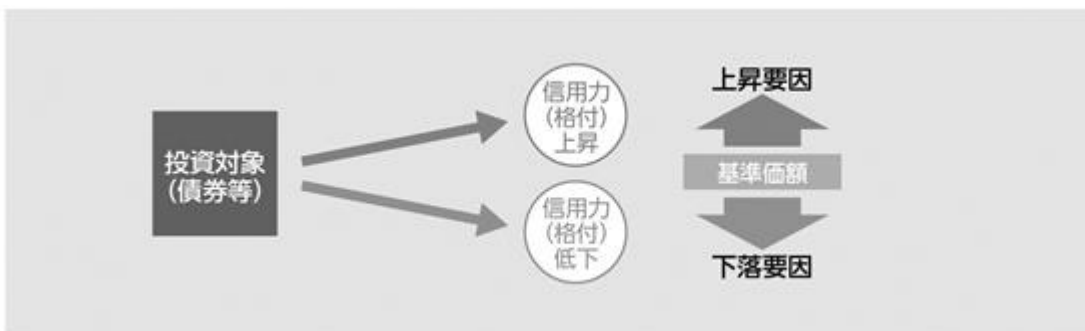 投資対象
(債券等)
信用力
(格付)
上昇
信用力
(格付)
低下
上昇要因
基準価額
下落要因